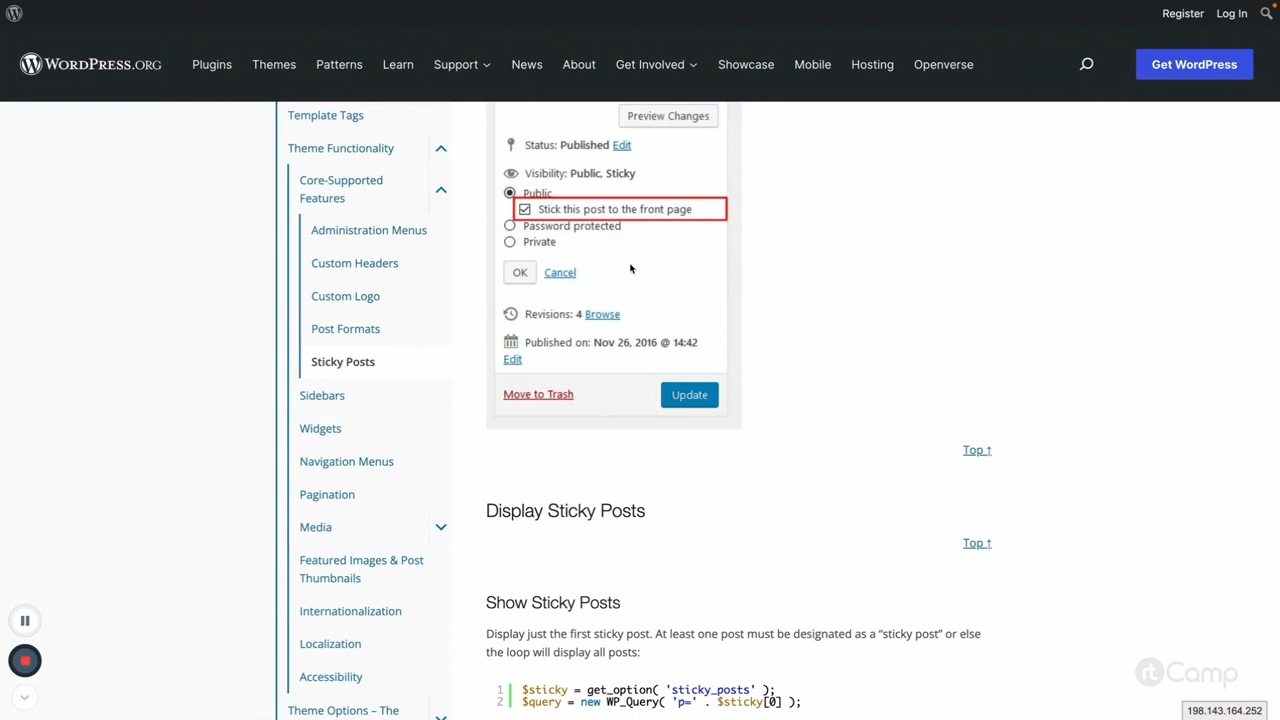 Register Log In
WORDPRESS.ORG Plugins Themes Patterns Learn Support News About Get Involved Showcase Mobile Hosting Openverse Get WordPress
Template Tags
Theme Functionality
Core-Supported
Features
Administration Menus
Custom Headers
Custom Logo
Post Formats
Sticky Posts
Sidebars
Widgets
Navigation Menus
Pagination
Media
Featured Images & Post
Thumbnails
Internationalization
Localization
Accessibility
Theme Options – The
Preview Changes
Status: Published Edit
Visibility: Public, Sticky
Public
Stick this post to the front page
Password protected
Private
OK Cancel
Revisions: 4 Browse
Published on: Nov 26, 2016 @ 14:42
Edit
Move to Trash Update
Top ↑
Display Sticky Posts
Top ↑
Show Sticky Posts
Display just the first sticky post. At least one post must be designated as a “sticky post” or else
the loop will display all posts:
1 $sticky = get_option( 'sticky_posts' );
2 $query = new WP_Query( 'p=' . $sticky[0] );
rtCamp
198.143.164.252